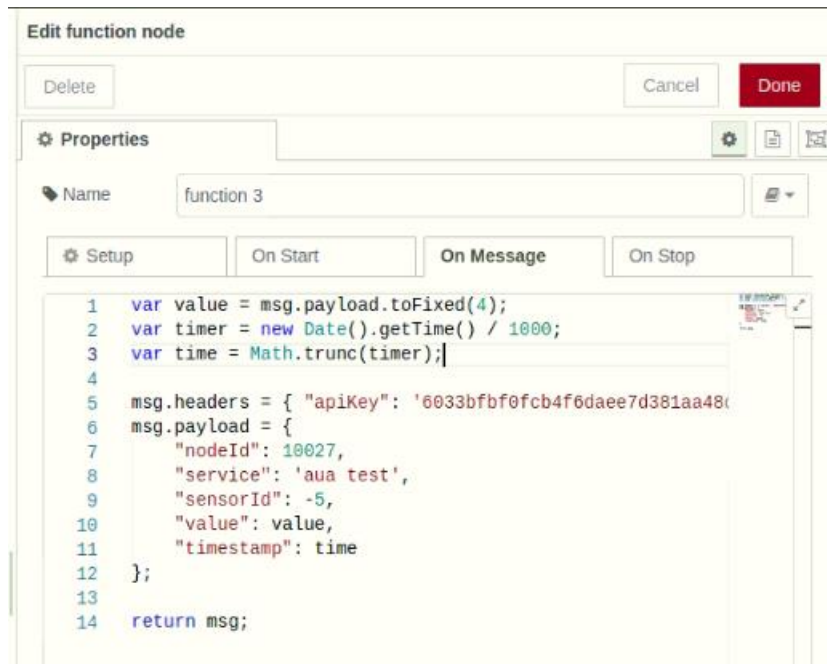 Edit function node
Delete Cancel Done
Properties
Name function 3
Setup On Start On Message On Stop
1 var value = msg.payload.toFixed(4);
2 var timer = new Date().getTime() / 1000;
3 var time = Math.trunc(timer);
4
5 msg.headers = { "apiKey": '6033bfbf0fcb4f6daee7d381aa48
6 msg.payload = {
7 "nodeId": 10027,
8 "service": 'aua test',
9 "sensorId": -5,
10 "value": value,
11 "timestamp": time
12 };
13
14 return msg;